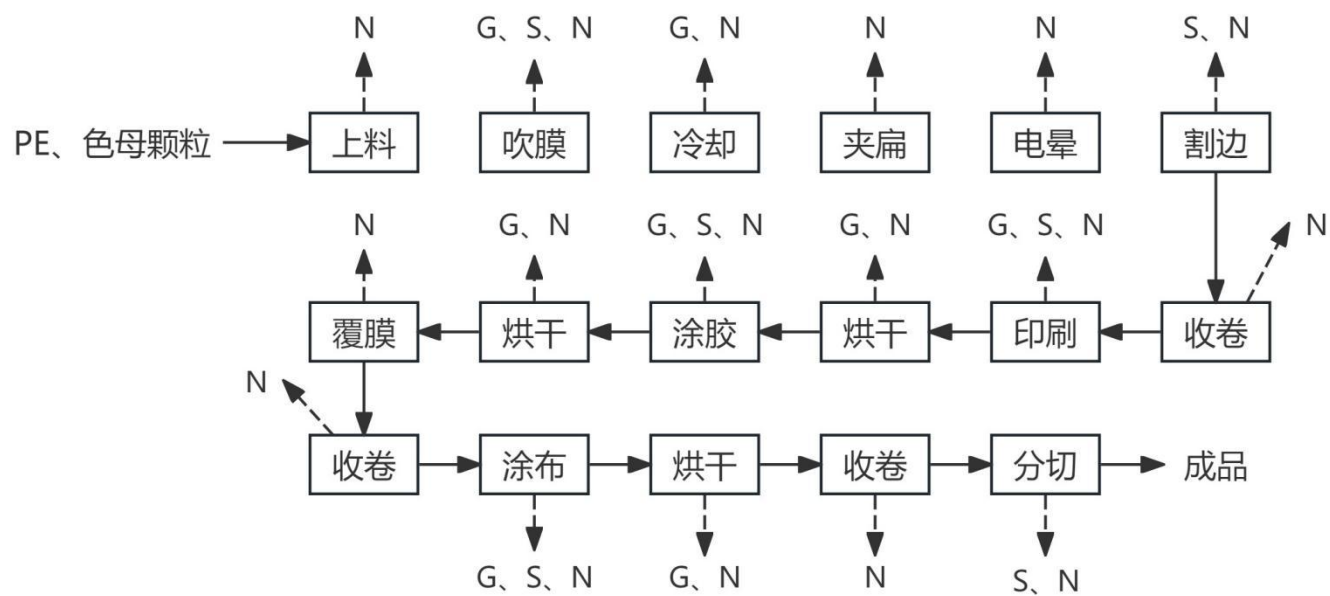 N G、S、N G、N N N S、N
PE、色母颗粒 上料 吹膜 冷却 夹扁 电晕 割边
N G、N G、S、N G、N G、S、N N
覆膜 烘干 涂胶 烘干 印刷 收卷
N
收卷 涂布 烘干 收卷 分切 成品
G、S、N G、N N S、N